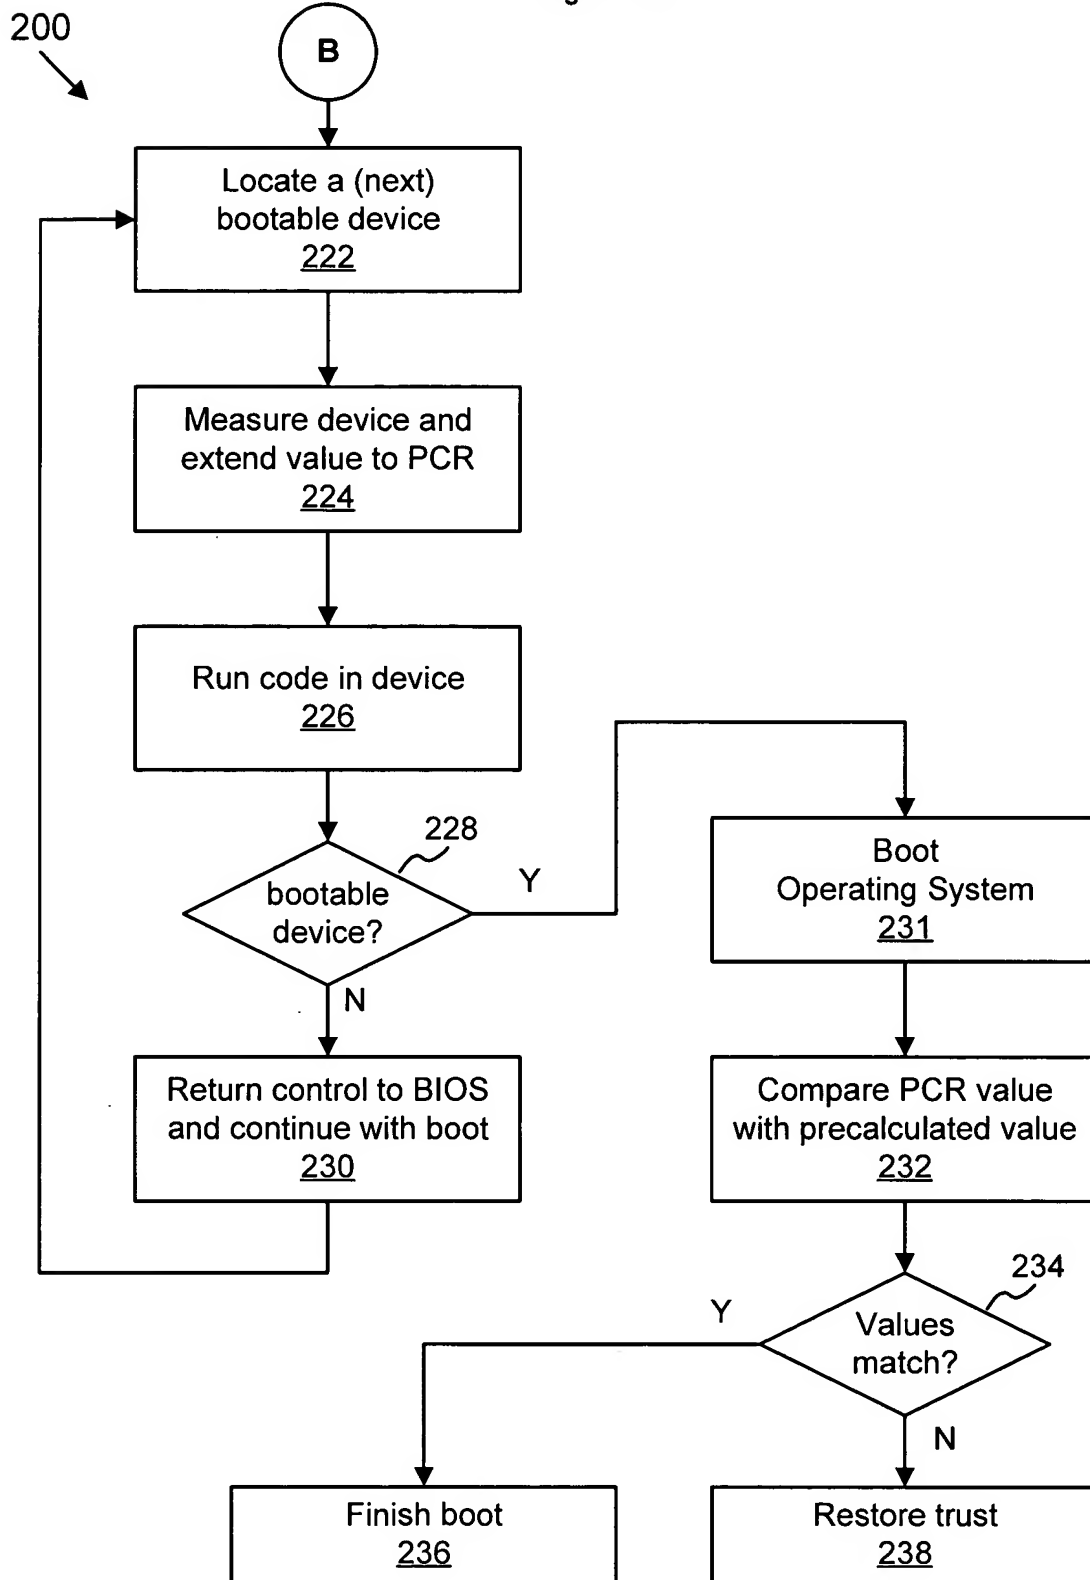 200
B
Locate a (next)
bootable device
222
Measure device and
extend value to PCR
224
Run code in device
226
228
bootable
device?
Y
N
Return control to BIOS
and continue with boot
230
Boot
Operating System
231
Compare PCR value
with precalculated value
232
234
Values
match?
Y
N
Finish boot
236
Restore trust
238